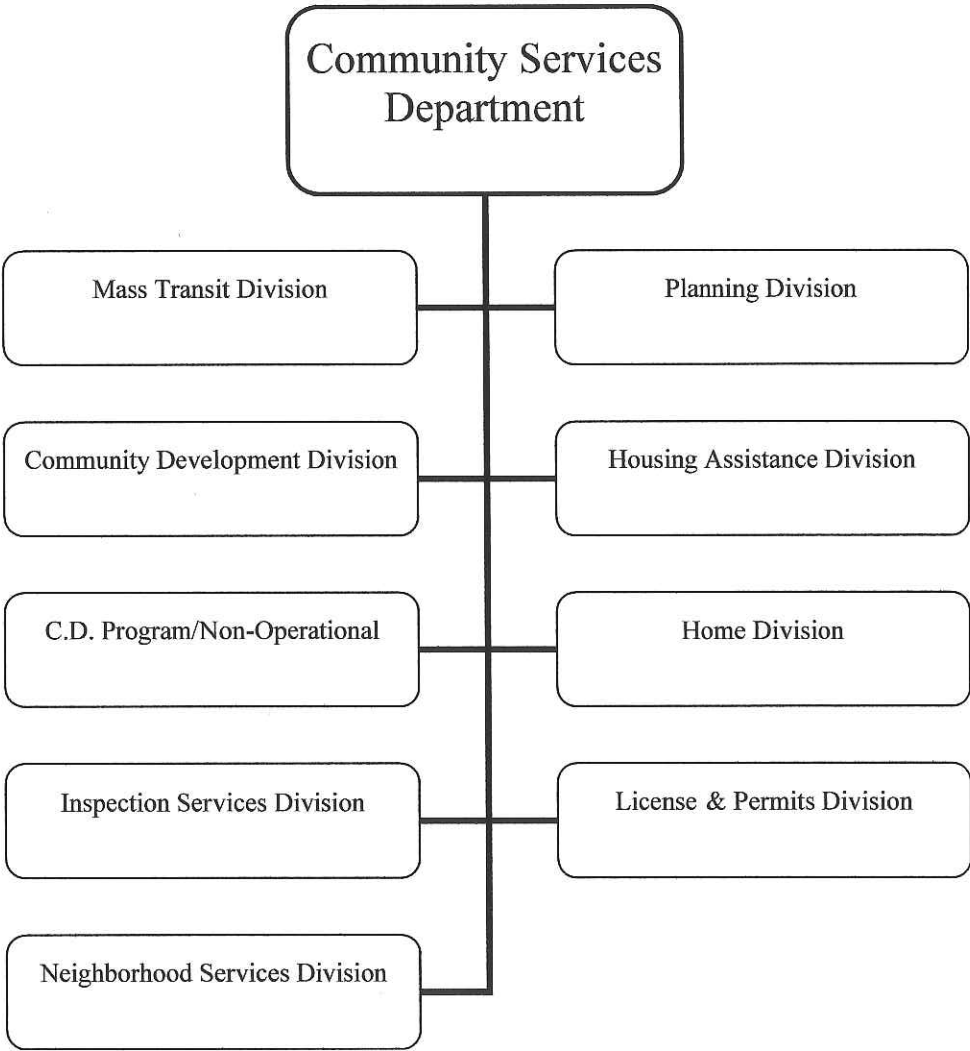 Community Services
Department
Mass Transit Division
Planning Division
Community Development Division
Housing Assistance Division
C.D. Program/Non-Operational
Home Division
Inspection Services Division
License & Permits Division
Neighborhood Services Division